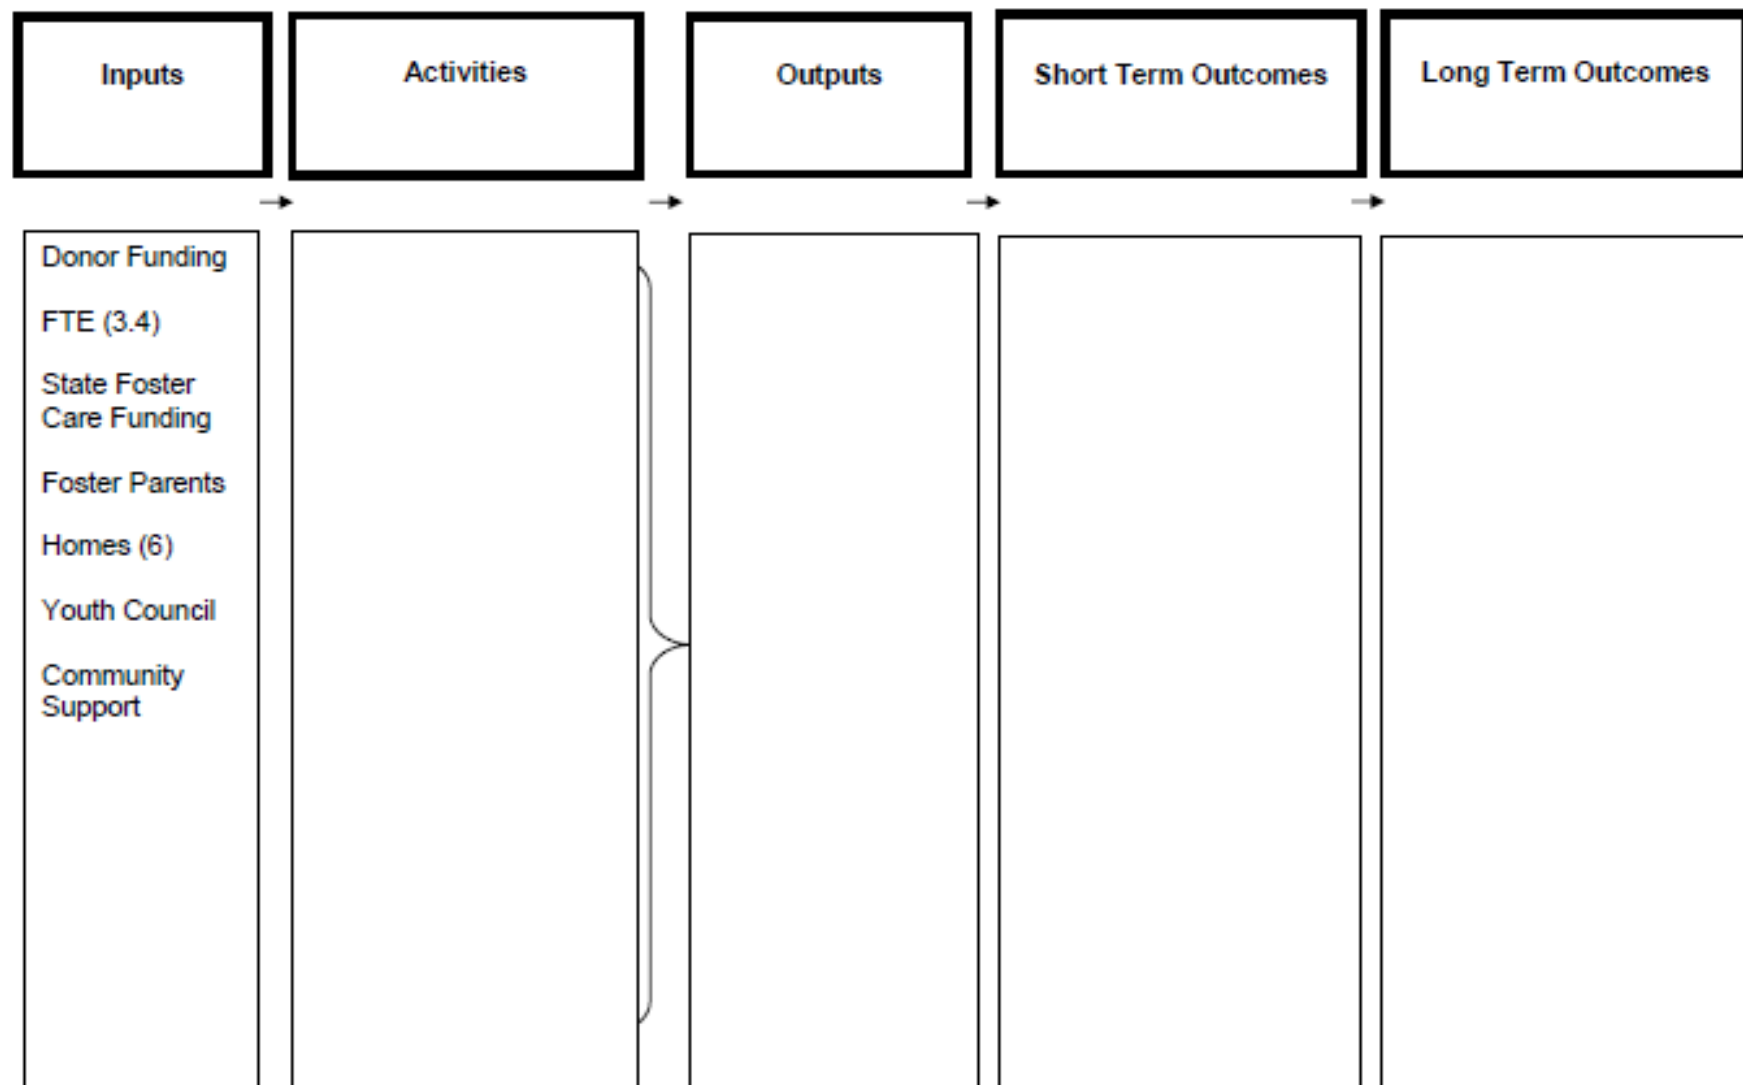 Inputs
Activities
Outputs
Short Term Outcomes
Long Term Outcomes
Donor Funding
FTE (3.4)
State Foster
Care Funding
Foster Parents
Homes (6)
Youth Council
Community
Support